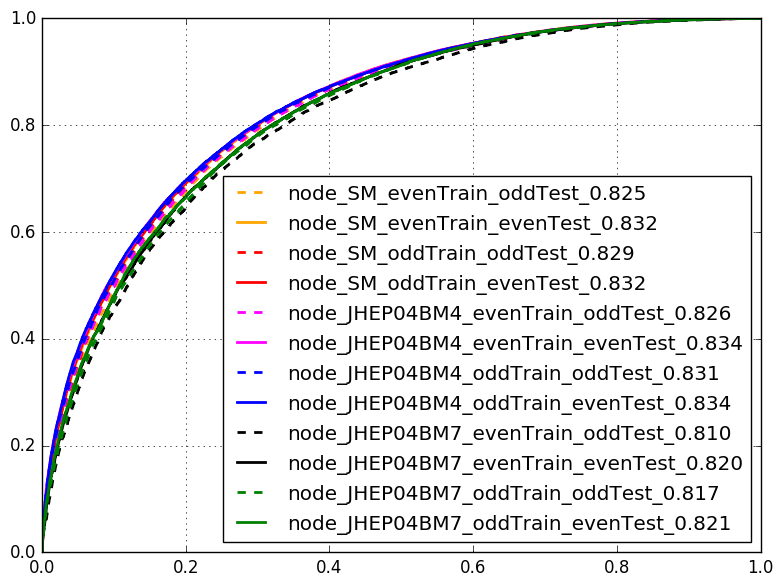 1.0
0.8
0.6
0.4
0.2
0.0
node_SM_evenTrain_oddTest_0.825
node_SM_evenTrain_evenTest_0.832
node_SM_oddTrain_oddTest_0.829
node_SM_oddTrain_evenTest_0.832
node_JHEP04BM4_evenTrain_oddTest_0.826
node_JHEP04BM4_evenTrain_evenTest_0.834
node_JHEP04BM4_oddTrain_oddTest_0.831
node_JHEP04BM4_oddTrain_evenTest_0.834
node_JHEP04BM7_evenTrain_oddTest_0.810
node_JHEP04BM7_evenTrain_evenTest_0.820
node_JHEP04BM7_oddTrain_oddTest_0.817
node_JHEP04BM7_oddTrain_evenTest_0.821
0.0 0.2 0.4 0.6 0.8 1.0